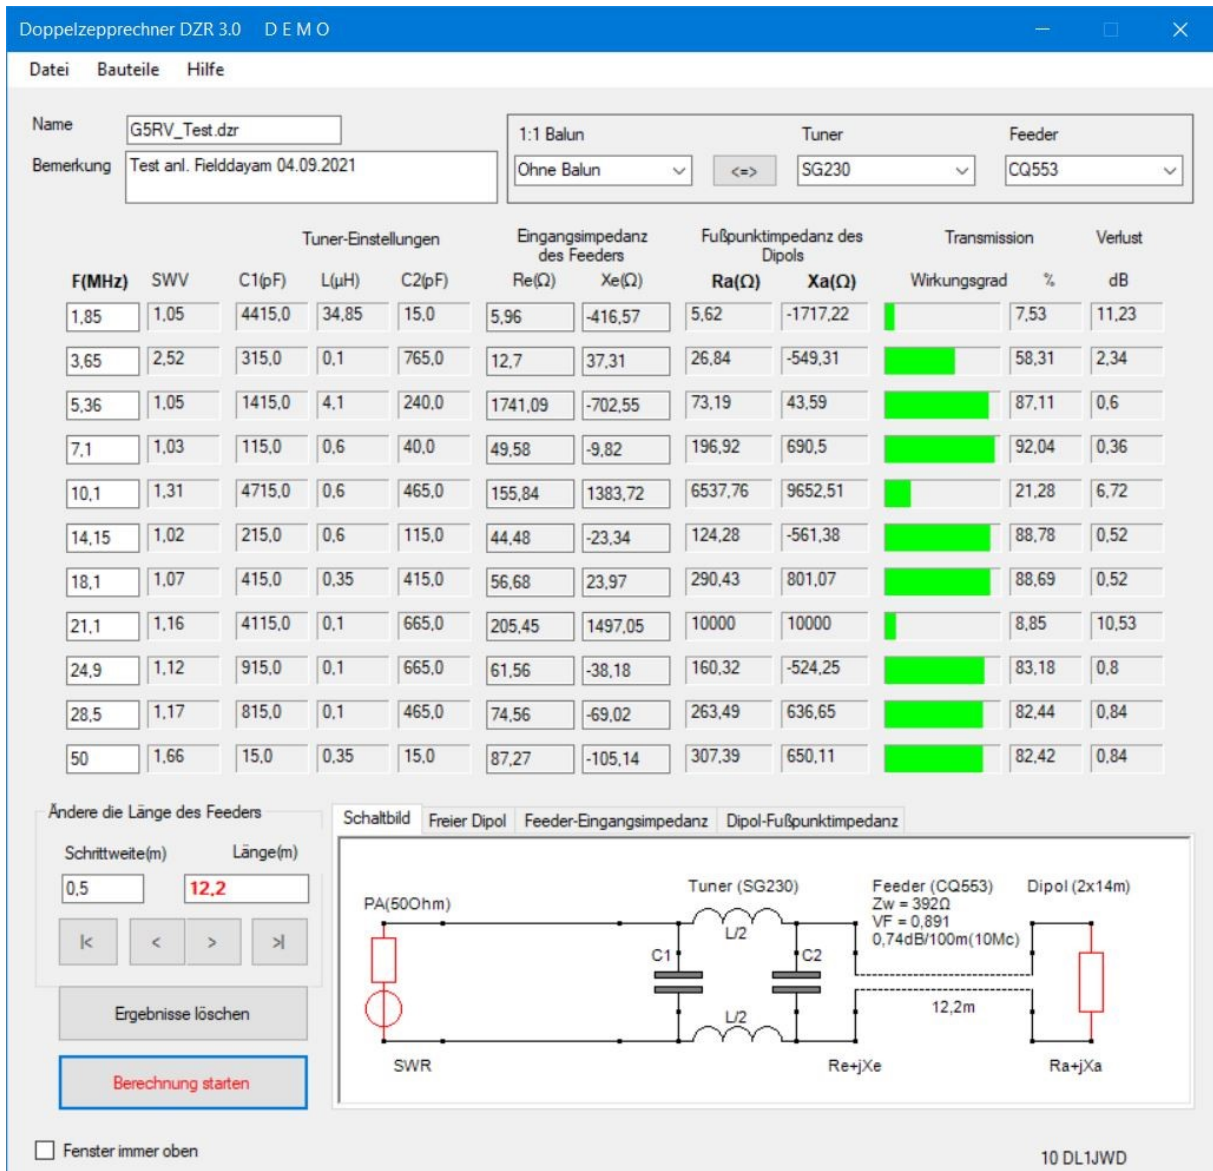 Doppelzepprechner DZR 3.0 D E M O
Datei Bauteile Hilfe
Name G5RV_Test.dzr
Bemerkung Test anl. Fielddayam 04.09.2021
1:1 Balun Tuner Feeder
Ohne Balun <=> SG230 CQ553
Tuner-Einstellungen Eingangsimpedanz des Feeders Fußpunktimpedanz des Dipols Transmission Verlust
F(MHz) SWV C1(pF) L(µH) C2(pF) Re(Ω) Xe(Ω) Ra(Ω) Xa(Ω) Wirkungsgrad % dB
1,85 1,05 4415,0 34,85 15,0 5,96 -416,57 5,62 -1717,22 7,53 11,23
3,65 2,52 315,0 0,1 765,0 12,7 37,31 26,84 -549,31 58,31 2,34
5,36 1,05 1415,0 4,1 240,0 1741,09 -702,55 73,19 43,59 87,11 0,6
7,1 1,03 115,0 0,6 40,0 49,58 -9,82 196,92 690,5 92,04 0,36
10,1 1,31 4715,0 0,6 465,0 155,84 1383,72 6537,76 9652,51 21,28 6,72
14,15 1,02 215,0 0,6 115,0 44,48 -23,34 124,28 -561,38 88,78 0,52
18,1 1,07 415,0 0,35 415,0 56,68 23,97 290,43 801,07 88,69 0,52
21,1 1,16 4115,0 0,1 665,0 205,45 1497,05 10000 10000 8,85 10,53
24,9 1,12 915,0 0,1 665,0 61,56 -38,18 160,32 -524,25 83,18 0,8
28,5 1,17 815,0 0,1 465,0 74,56 -69,02 263,49 636,65 82,44 0,84
50 1,66 15,0 0,35 15,0 87,27 -105,14 307,39 650,11 82,42 0,84
Ändere die Länge des Feeders
Schrittweite(m) Länge(m)
0,5 12,2
|< < > >|
Ergebnisse löschen
Berechnung starten
Schaltbild Freier Dipol Feeder-Eingangsimpedanz Dipol-Fußpunktimpedanz
PA(50Ohm)
SWR
Tuner (SG230)
L/2
C1 C2
L/2
Feeder (CQ553)
Zw = 392Ω
VF = 0,891
0,74dB/100m(10Mc)
12,2m
Re+jXe
Dipol (2x14m)
Ra+jXa
Fenster immer oben
10 DL1JWD